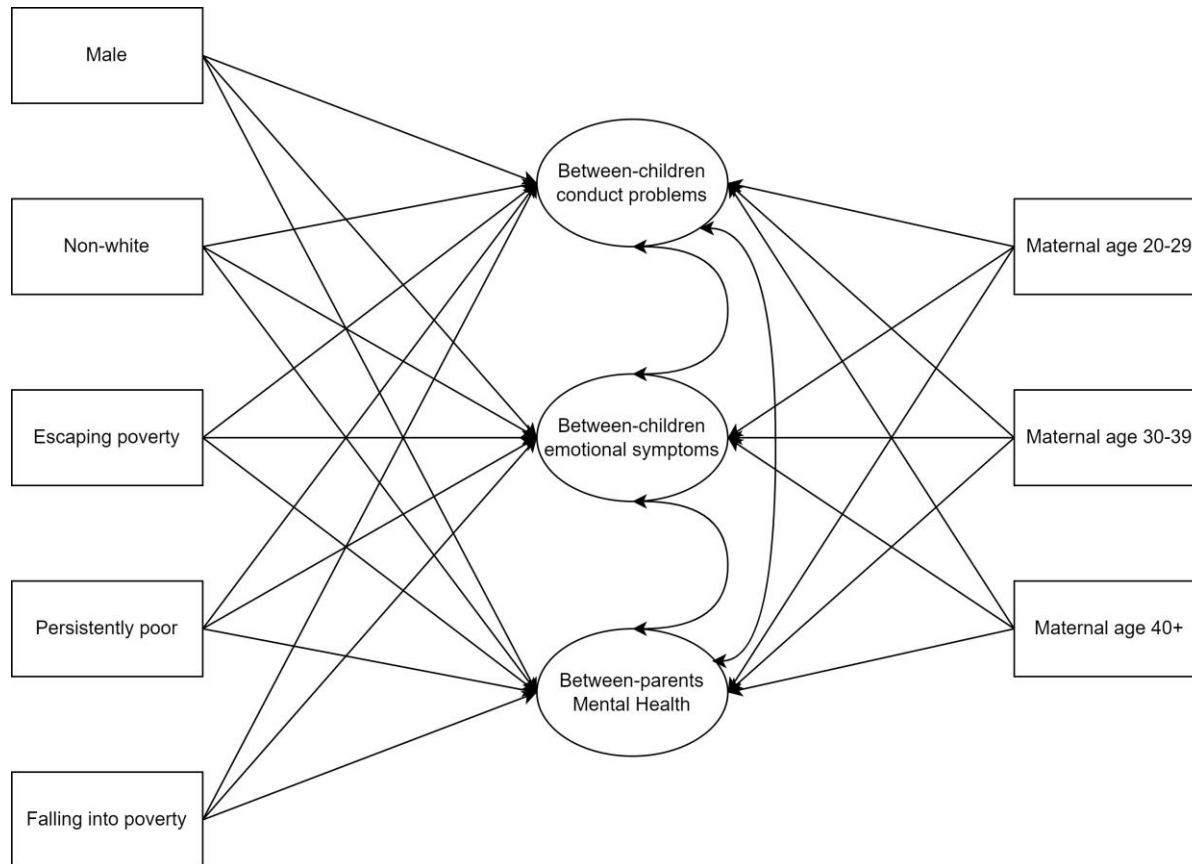 Male
Non-white
Escaping poverty
Persistently poor
Falling into poverty
Between-children
conduct problems
Between-children
emotional symptoms
Between-parents
Mental Health
Maternal age 20-29
Maternal age 30-39
Maternal age 40+